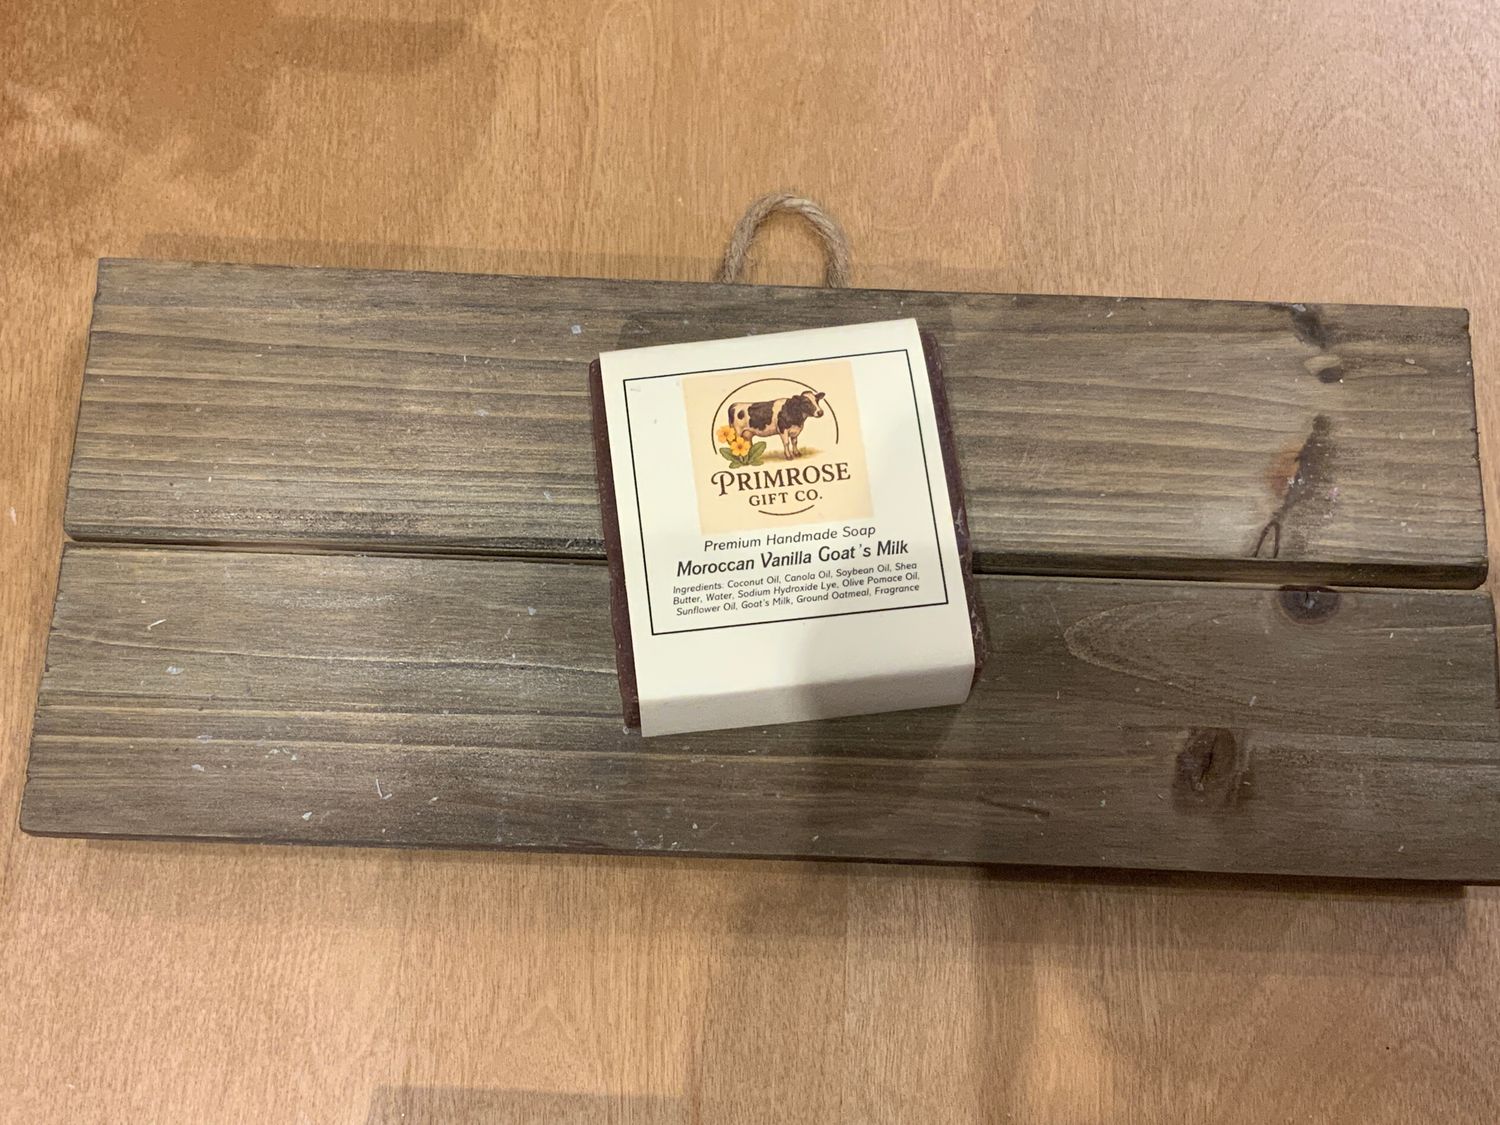 PRIMROSE
GIFT CO.
Premium Handmade Soap
Moroccan Vanilla Goat's Milk
Ingredients: Coconut Oil, Canola Oil, Soybean Oil, Shea
Butter, Water, Sodium Hydroxide Lye, Olive Pomace Oil,
Sunflower Oil, Goat's Milk, Ground Oatmeal, Fragrance